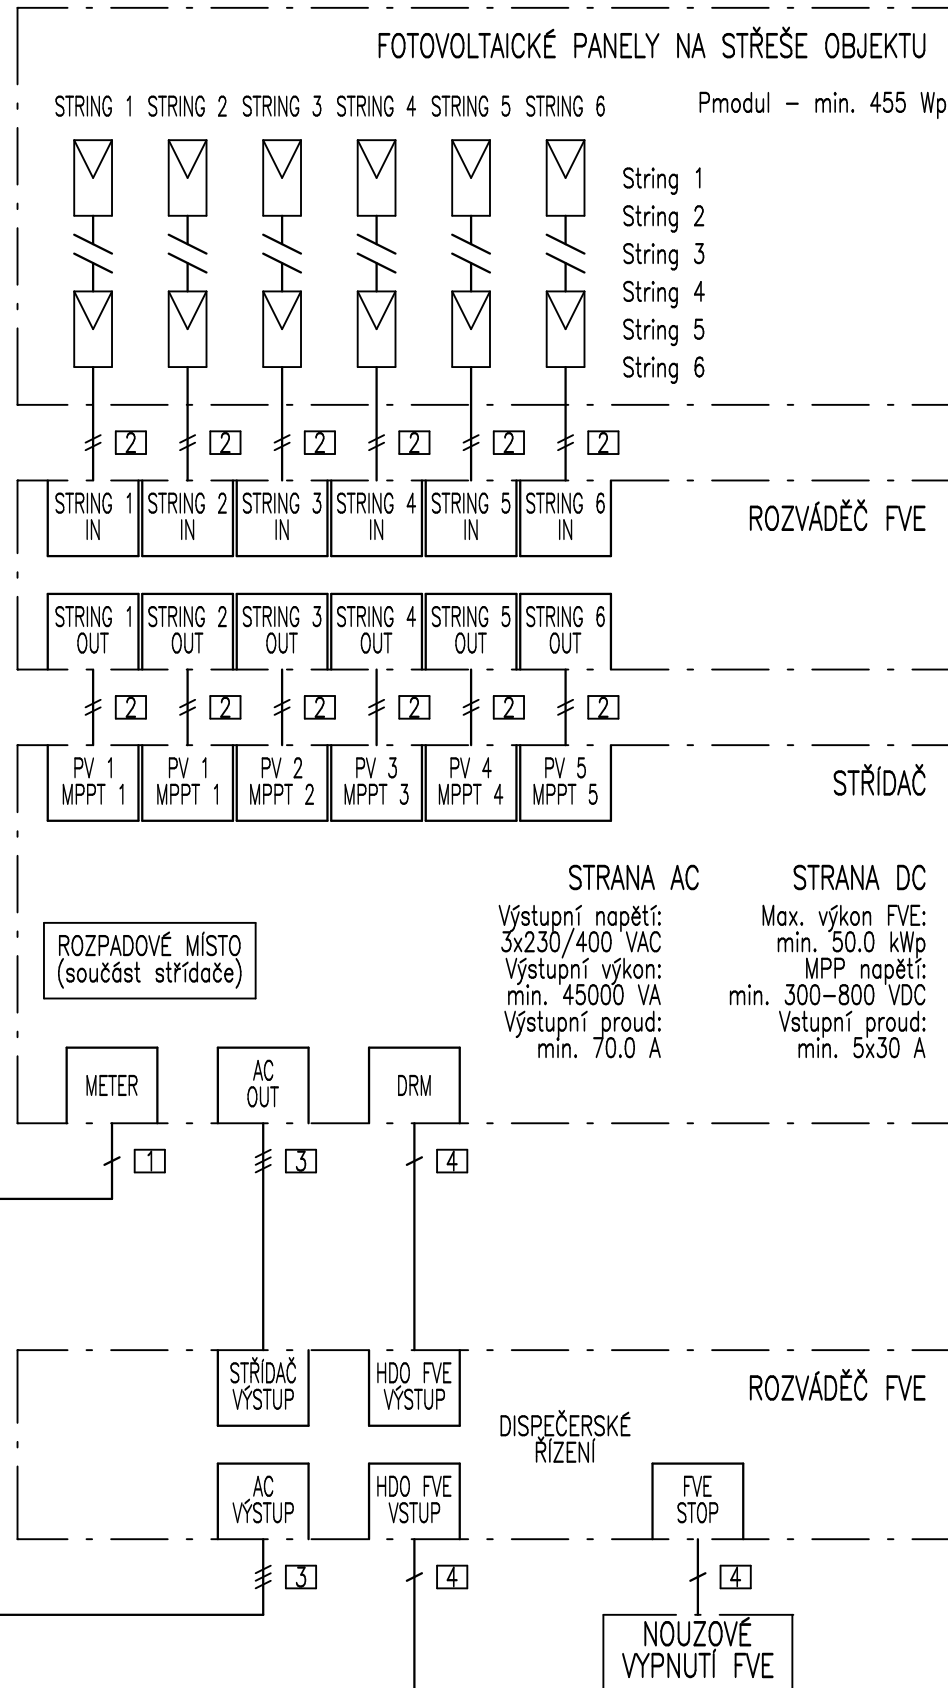 FOTOVOLTAICKÉ PANELY NA STŘEŠE OBJEKTU
STRING 1 STRING 2 STRING 3 STRING 4 STRING 5 STRING 6
Pmodul – min. 455 Wp
String 1
String 2
String 3
String 4
String 5
String 6
2 2 2 2 2 2
STRING 1 IN
STRING 2 IN
STRING 3 IN
STRING 4 IN
STRING 5 IN
STRING 6 IN
ROZVÁDĚČ FVE
STRING 1 OUT
STRING 2 OUT
STRING 3 OUT
STRING 4 OUT
STRING 5 OUT
STRING 6 OUT
2 2 2 2 2 2
PV 1 MPPT 1
PV 1 MPPT 1
PV 2 MPPT 2
PV 3 MPPT 3
PV 4 MPPT 4
PV 5 MPPT 5
STŘÍDAČ
STRANA AC
Výstupní napětí:
3x230/400 VAC
Výstupní výkon:
min. 45000 VA
Výstupní proud:
min. 70.0 A
STRANA DC
Max. výkon FVE:
min. 50.0 kWp
MPP napětí:
min. 300–800 VDC
Vstupní proud:
min. 5x30 A
ROZPADOVÉ MÍSTO
(součást střídače)
METER
AC
OUT
DRM
1 3 4
STŘÍDAČ
VÝSTUP
HDO FVE
VÝSTUP
ROZVÁDĚČ FVE
DISPEČERSKÉ
ŘÍZENÍ
AC
VÝSTUP
HDO FVE
VSTUP
FVE
STOP
3 4 4
NOUZOVÉ
VYPNUTÍ FVE